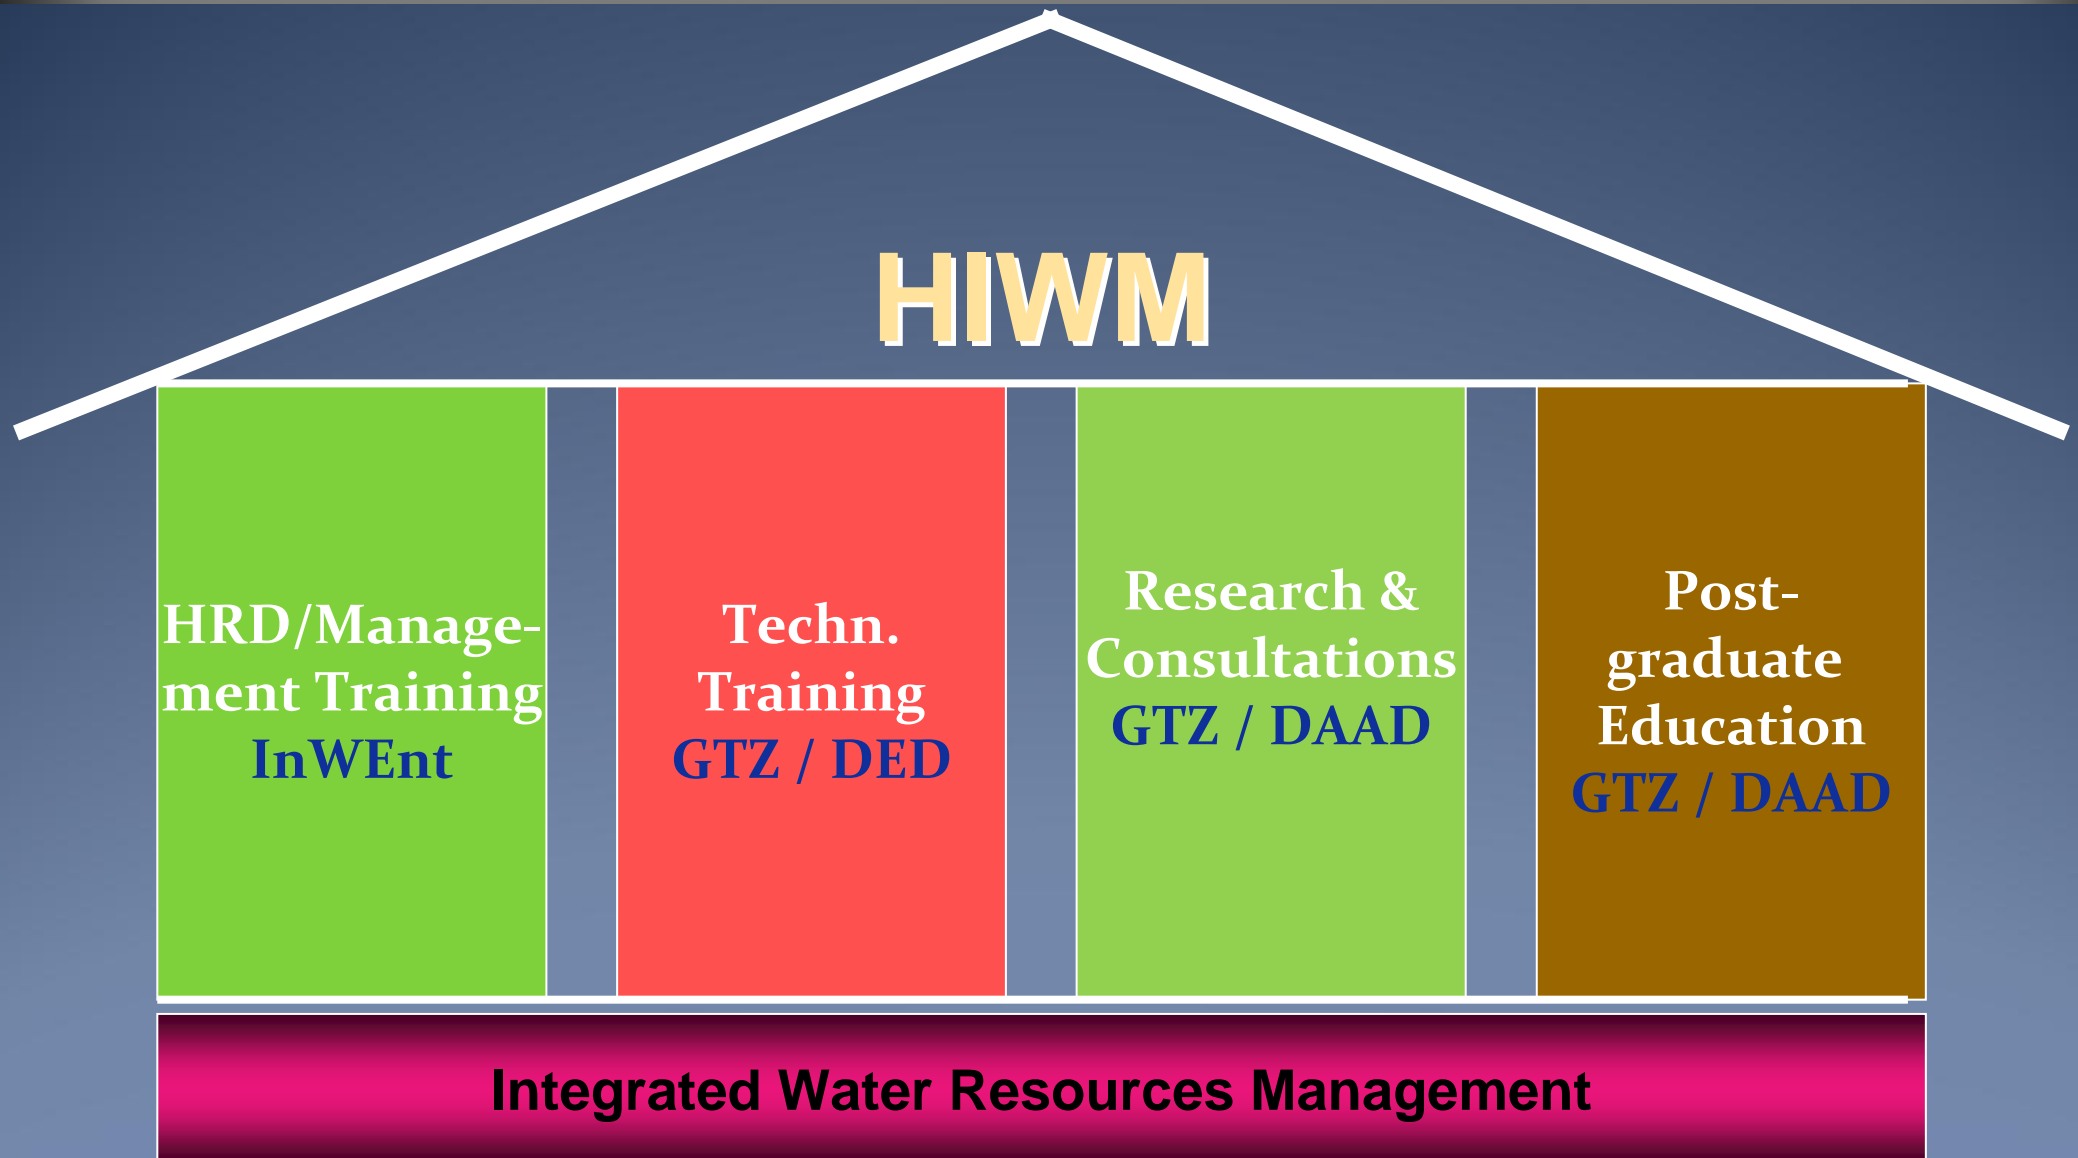 HIWM
HRD/Manage-
ment Training
InWEnt
Techn.
Training
GTZ / DED
Research &
Consultations
GTZ / DAAD
Post-
graduate
Education
GTZ / DAAD
Integrated Water Resources Management